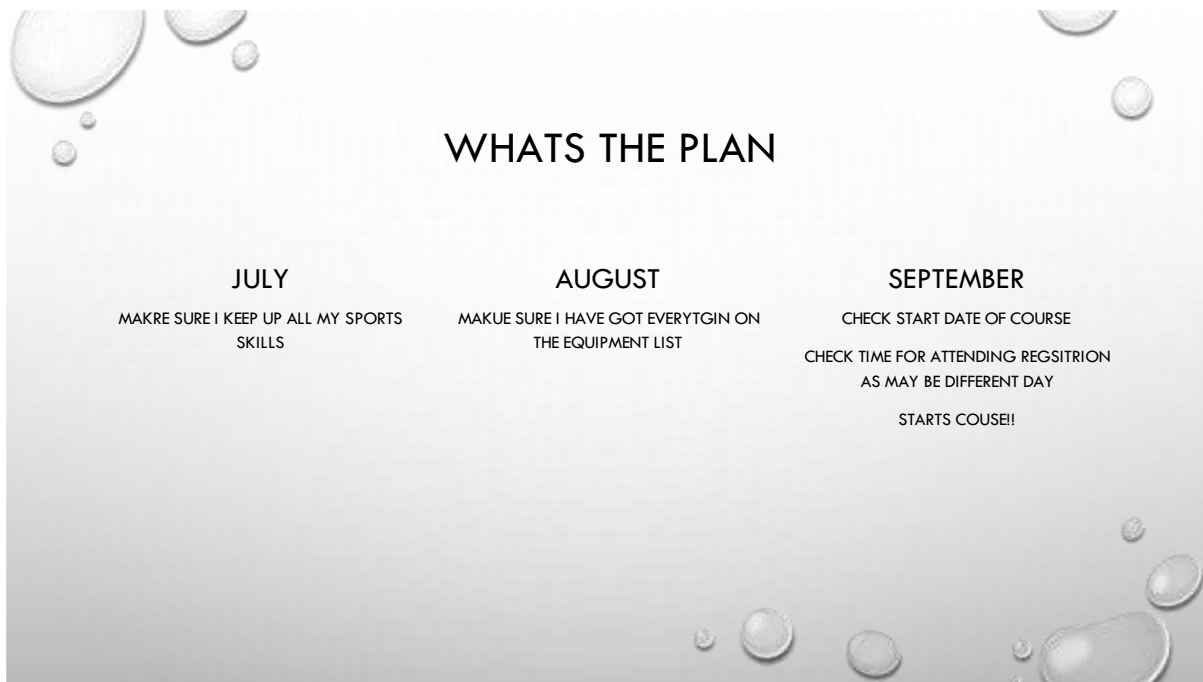 WHATS THE PLAN
JULY
MAKRE SURE I KEEP UP ALL MY SPORTS
SKILLS
AUGUST
MAKUE SURE I HAVE GOT EVERYTGIN ON
THE EQUIPMENT LIST
SEPTEMBER
CHECK START DATE OF COURSE
CHECK TIME FOR ATTENDING REGSITRION
AS MAY BE DIFFERENT DAY
STARTS COUSE!!